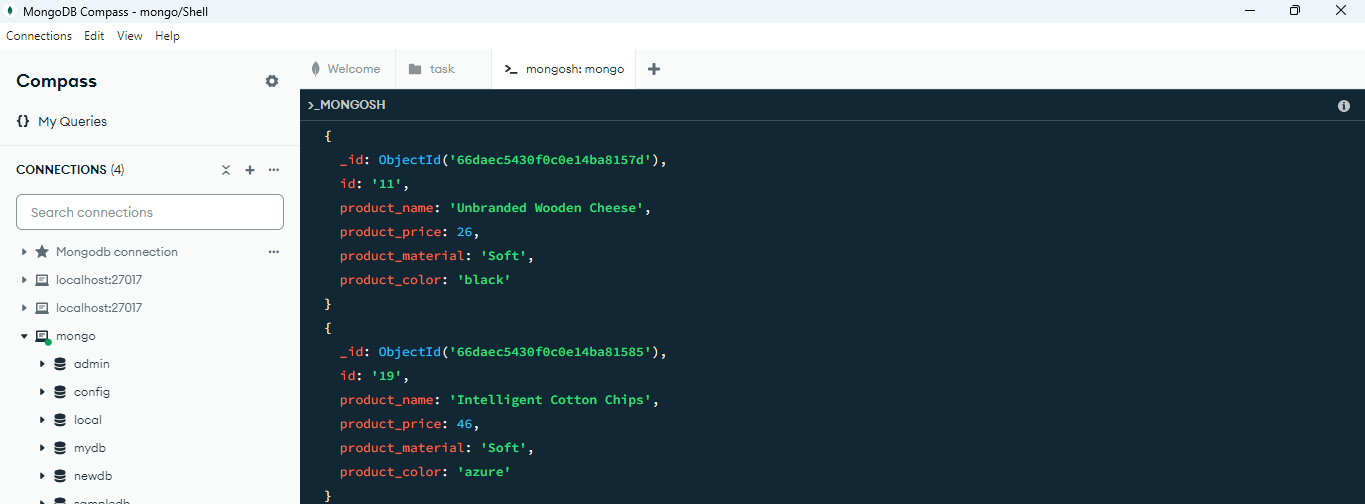 MongoDB Compass - mongo/Shell
Connections Edit View Help
Compass
{} My Queries
CONNECTIONS (4)
Search connections
Mongodb connection
localhost:27017
localhost:27017
mongo
admin
config
local
mydb
newdb
sampledb
Welcome task >_ mongosh: mongo
>_MONGOSH
{
_id: ObjectId('66daec5430f0c0e14ba8157d'),
id: '11',
product_name: 'Unbranded Wooden Cheese',
product_price: 26,
product_material: 'Soft',
product_color: 'black'
}
{
_id: ObjectId('66daec5430f0c0e14ba81585'),
id: '19',
product_name: 'Intelligent Cotton Chips',
product_price: 46,
product_material: 'Soft',
product_color: 'azure'
}